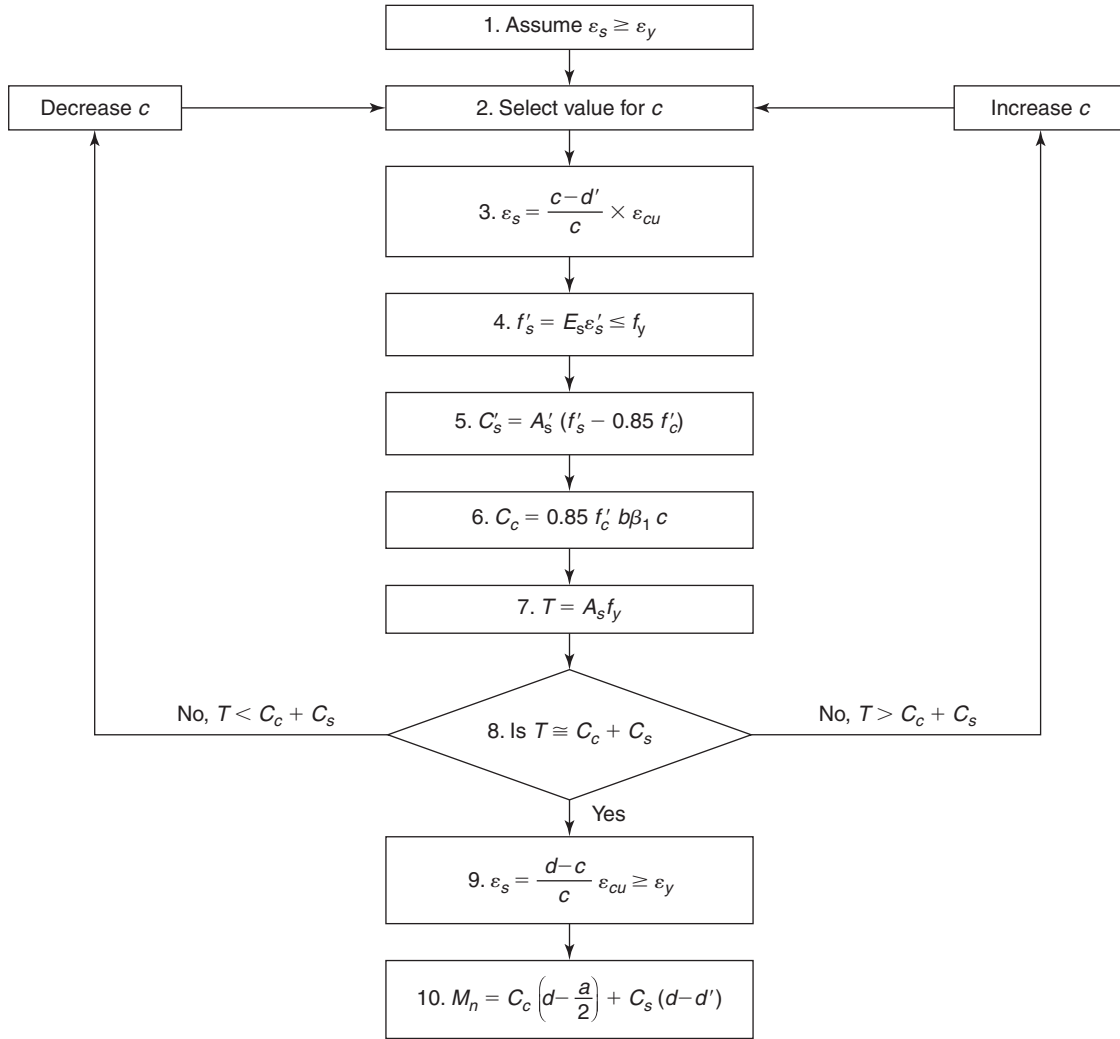 1. Assume εs ≥ εy
Decrease c
2. Select value for c
Increase c
3. εs = (c − d′)/c × εcu
4. f′s = Esε′s ≤ fy
5. C′s = A′s (f′s − 0.85 f′c)
6. Cc = 0.85 f′c bβ1 c
7. T = As fy
No, T < Cc + Cs
8. Is T ≅ Cc + Cs
No, T > Cc + Cs
Yes
9. εs = (d − c)/c εcu ≥ εy
10. Mn = Cc (d − a/2) + Cs (d − d′)